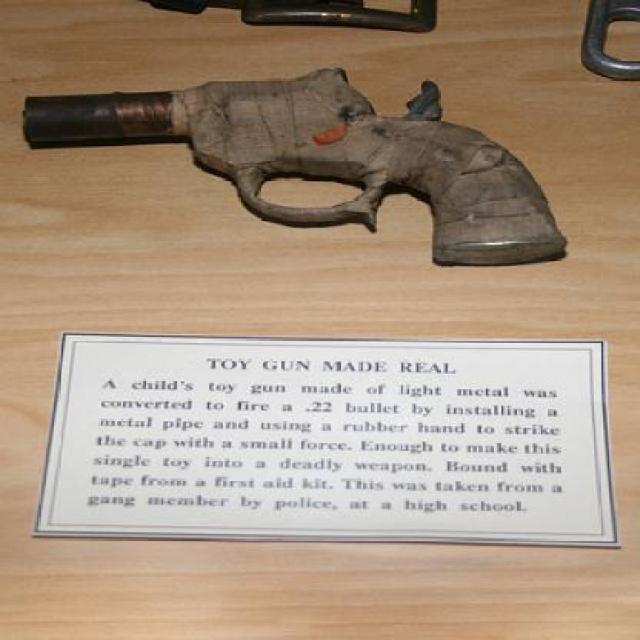 TOY GUN MADE REAL
A child's toy gun made of light metal was
converted to fire a .22 bullet by installing a
metal pipe and using a rubber hand to strike
the cap with a small force. Enough to make this
single toy into a deadly weapon. Bound with
tape from a first aid kit. This was taken from a
gang member by police, at a high school.